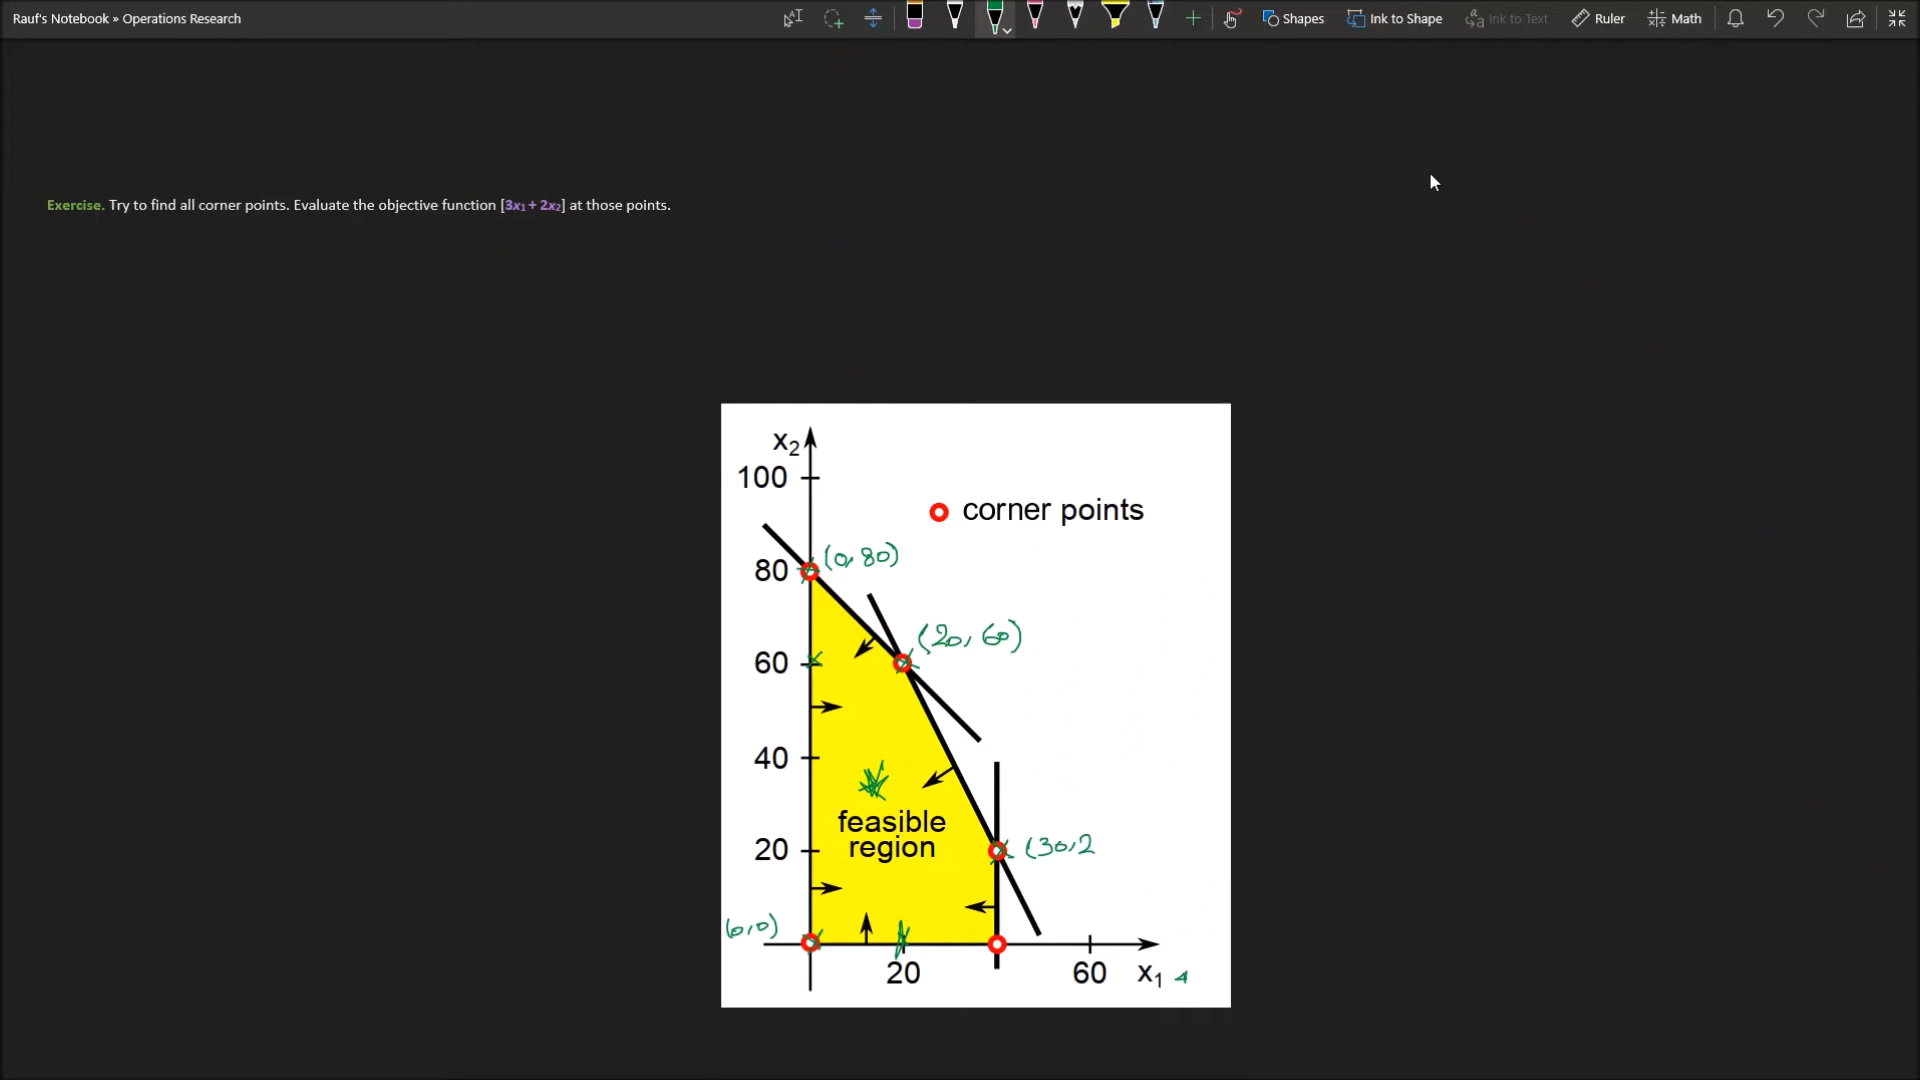 Rauf's Notebook » Operations Research
Shapes Ink to Shape Ink to Text Ruler Math
Exercise. Try to find all corner points. Evaluate the objective function [3x₁ + 2x₂] at those points.
x₂
100
corner points
80
(0,80)
60
(20,60)
40
feasible
region
20
(30,2
(0,0)
20
60
x₁